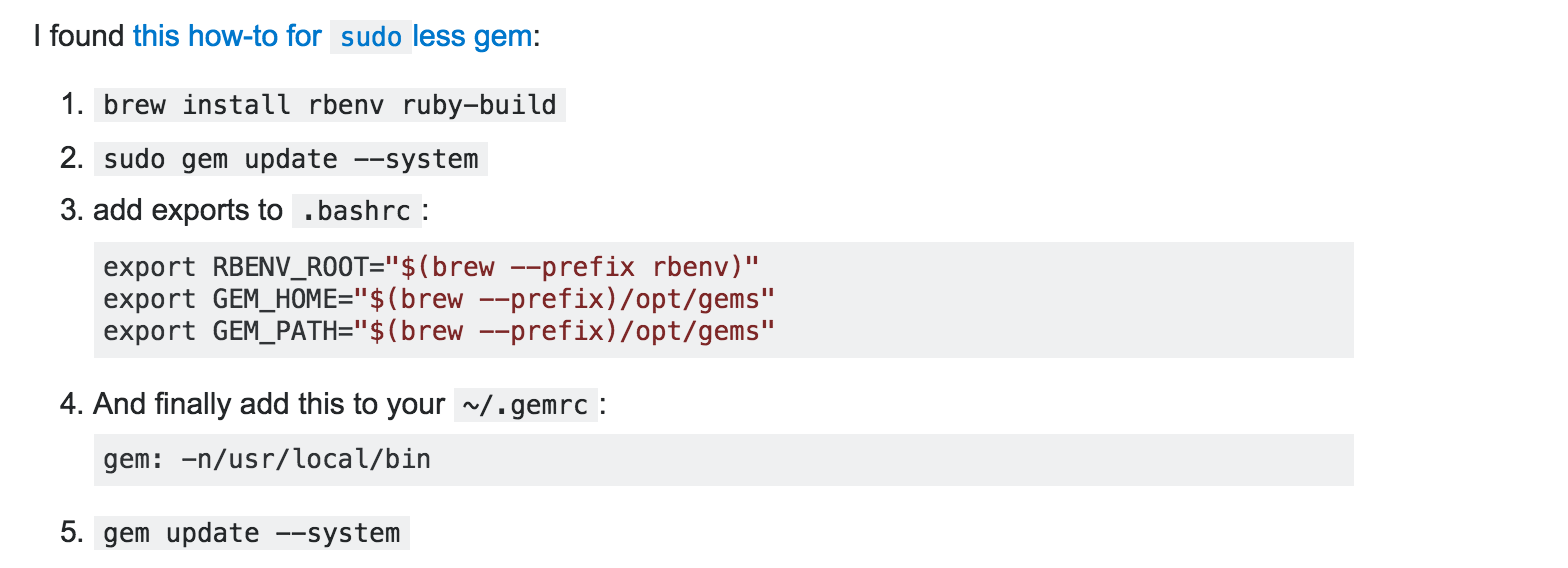 I found this how-to for sudo less gem:
1. brew install rbenv ruby-build
2. sudo gem update --system
3. add exports to .bashrc:
export RBENV_ROOT="$(brew --prefix rbenv)"
export GEM_HOME="$(brew --prefix)/opt/gems"
export GEM_PATH="$(brew --prefix)/opt/gems"
4. And finally add this to your ~/.gemrc:
gem: -n/usr/local/bin
5. gem update --system